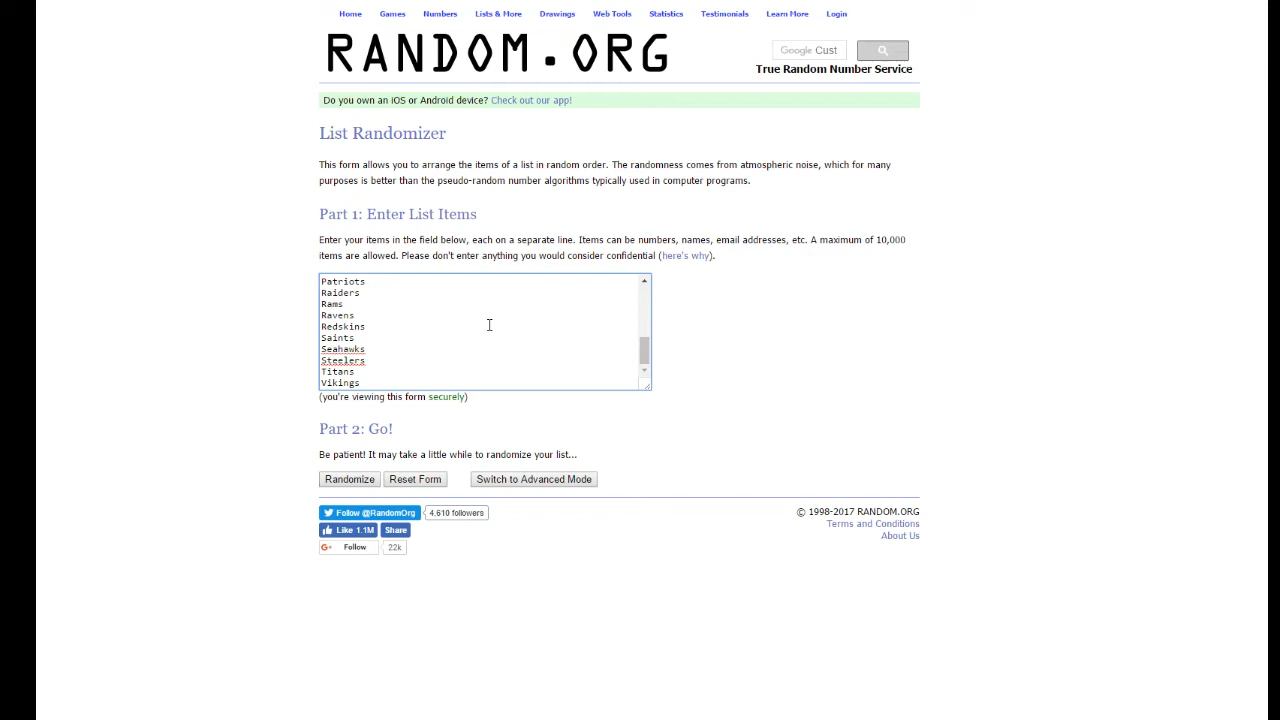 Home Games Numbers Lists & More Drawings Web Tools Statistics Testimonials Learn More Login
RANDOM.ORG
Google Cust
True Random Number Service
Do you own an iOS or Android device? Check out our app!
List Randomizer
This form allows you to arrange the items of a list in random order. The randomness comes from atmospheric noise, which for many
purposes is better than the pseudo-random number algorithms typically used in computer programs.
Part 1: Enter List Items
Enter your items in the field below, each on a separate line. Items can be numbers, names, email addresses, etc. A maximum of 10,000
items are allowed. Please don't enter anything you would consider confidential (here's why).
Patriots
Raiders
Rams
Ravens
Redskins
Saints
Seahawks
Steelers
Titans
Vikings
(you're viewing this form securely)
Part 2: Go!
Be patient! It may take a little while to randomize your list...
Randomize Reset Form Switch to Advanced Mode
Follow @RandomOrg 4,610 followers
Like 1.1M Share
G+ Follow 22k
© 1998-2017 RANDOM.ORG
Terms and Conditions
About Us